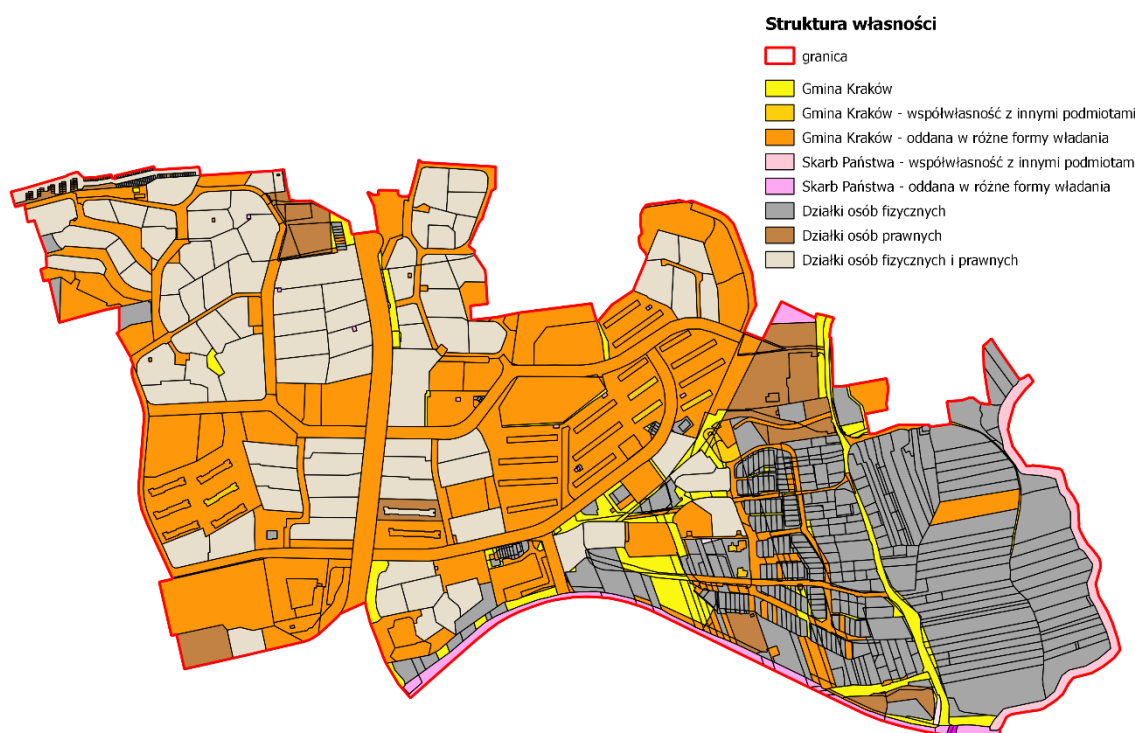 Struktura własności
granica
Gmina Kraków
Gmina Kraków - współwłasność z innymi podmiotami
Gmina Kraków - oddana w różne formy władania
Skarb Państwa - współwłasność z innymi podmiotam
Skarb Państwa - oddana w różne formy władania
Działki osób fizycznych
Działki osób prawnych
Działki osób fizycznych i prawnych